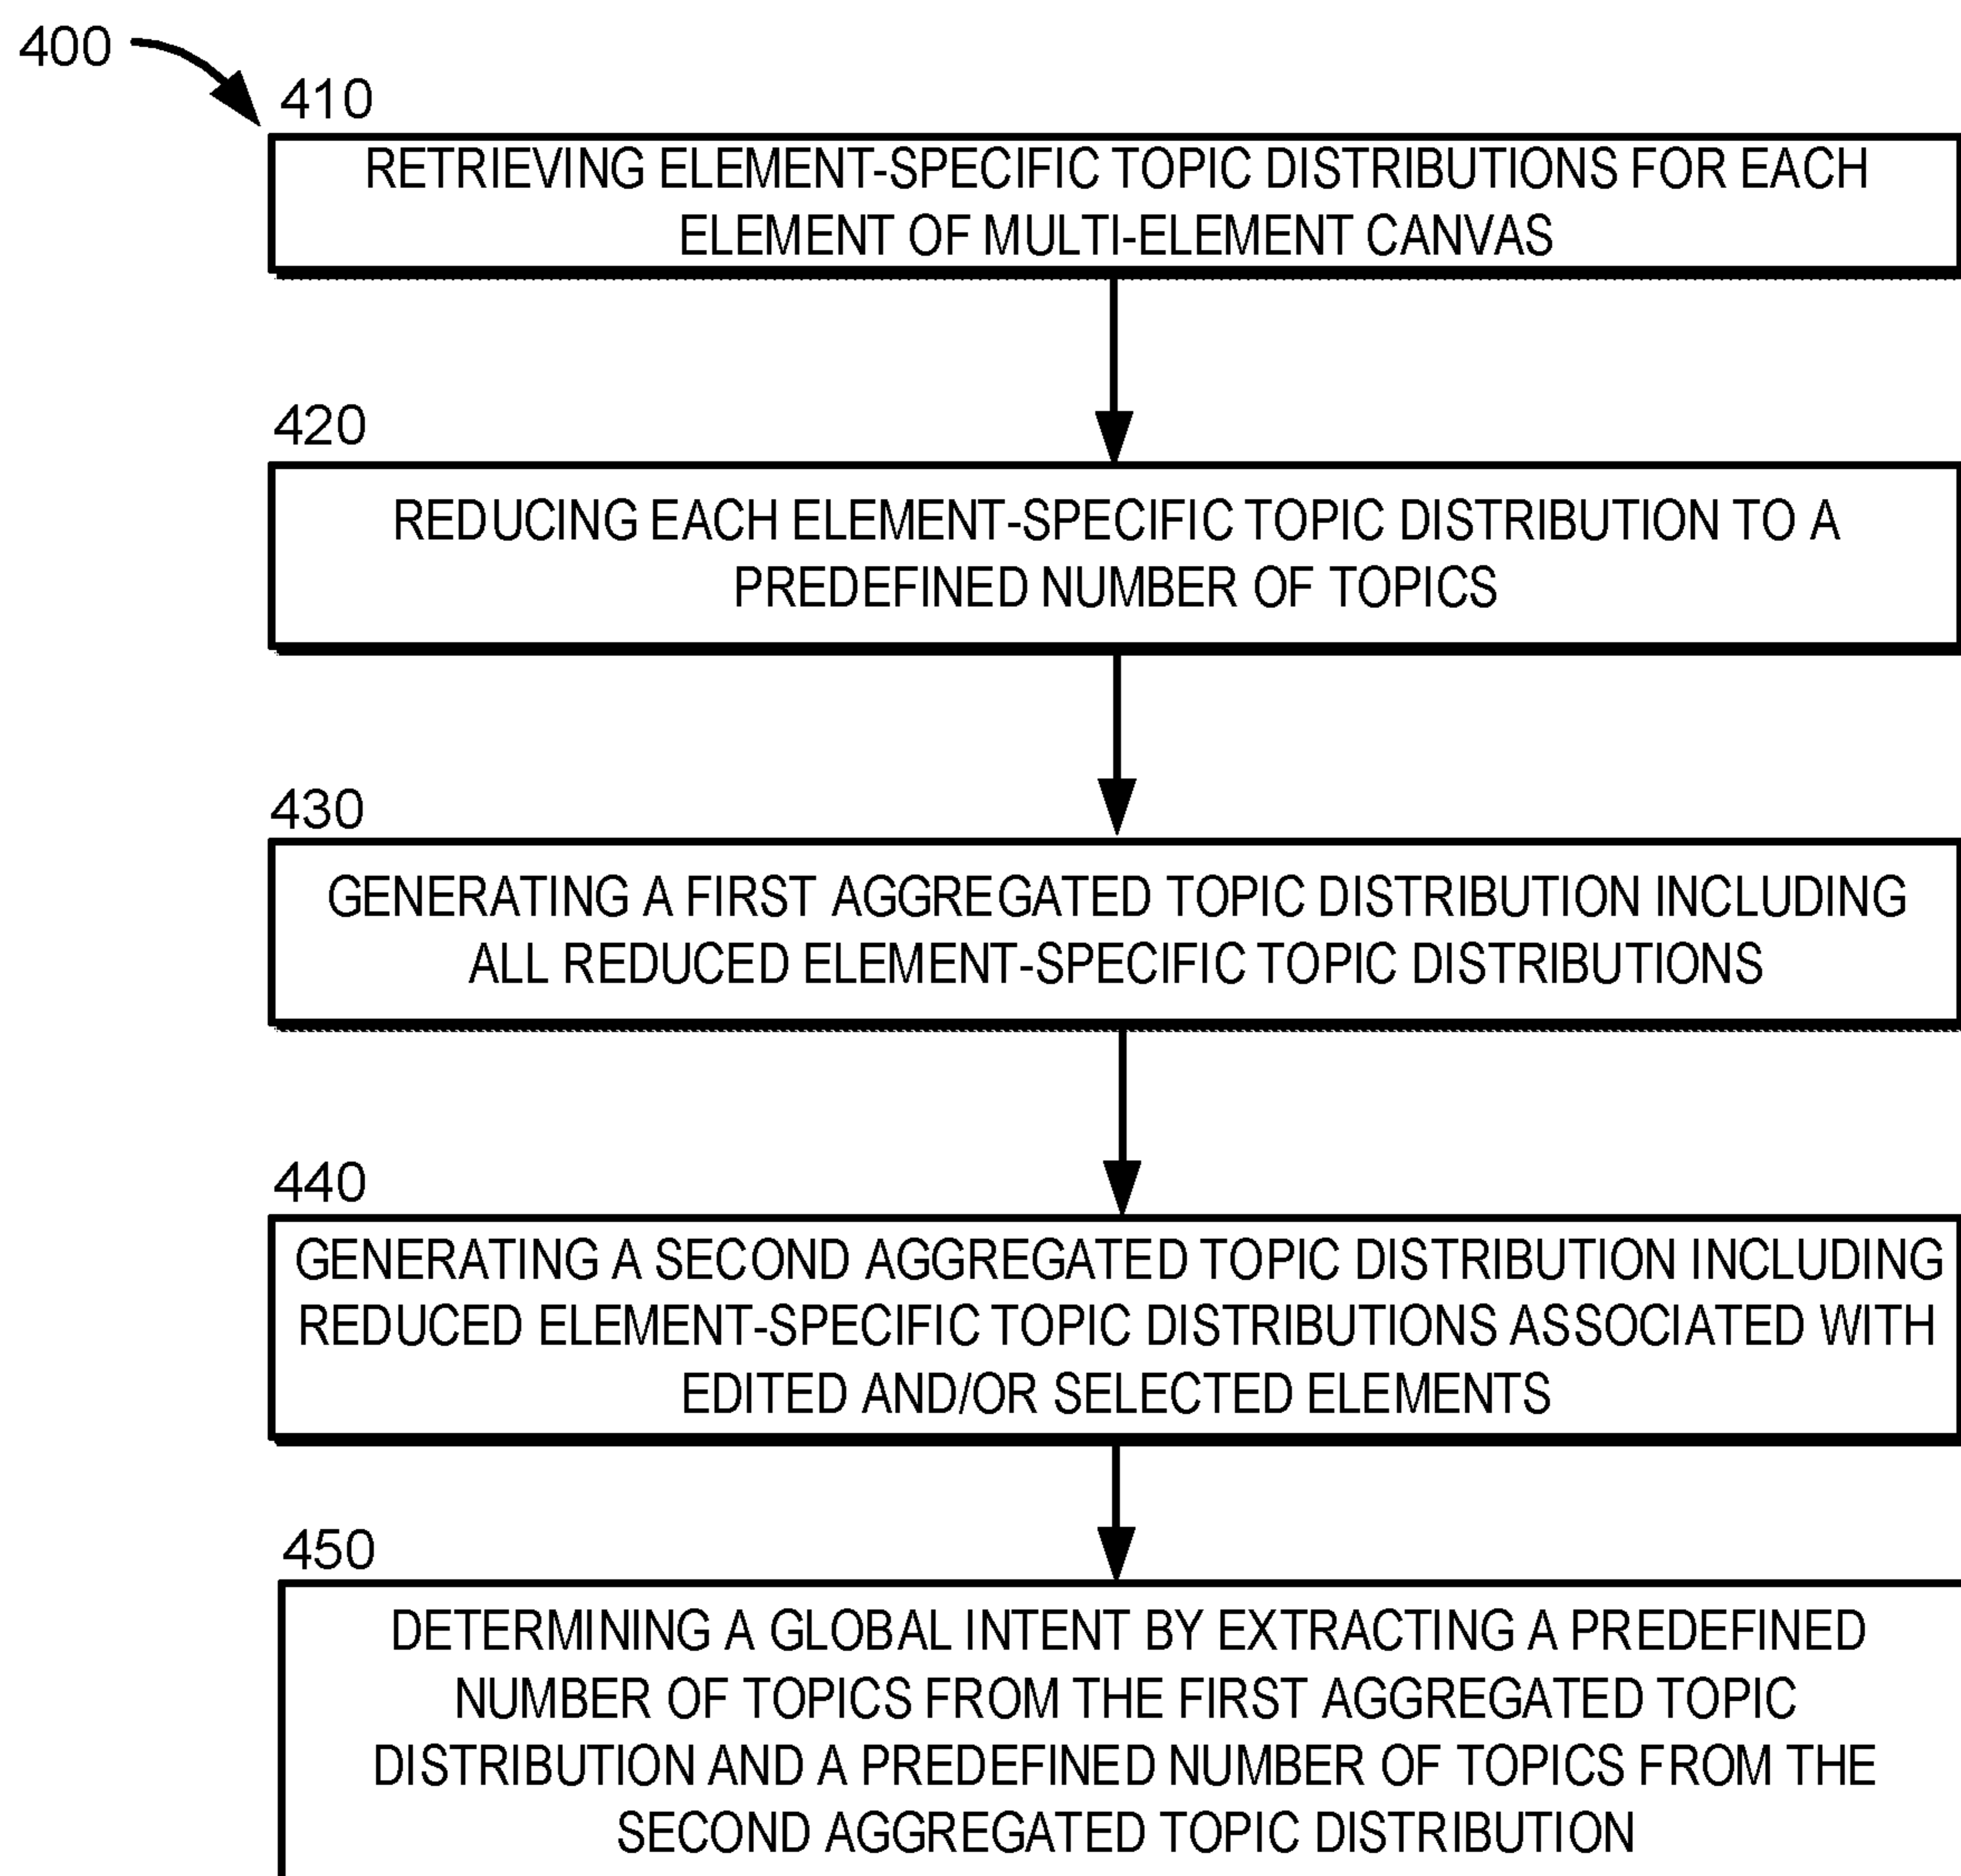 400
410
RETRIEVING ELEMENT-SPECIFIC TOPIC DISTRIBUTIONS FOR EACH
ELEMENT OF MULTI-ELEMENT CANVAS
420
REDUCING EACH ELEMENT-SPECIFIC TOPIC DISTRIBUTION TO A
PREDEFINED NUMBER OF TOPICS
430
GENERATING A FIRST AGGREGATED TOPIC DISTRIBUTION INCLUDING
ALL REDUCED ELEMENT-SPECIFIC TOPIC DISTRIBUTIONS
440
GENERATING A SECOND AGGREGATED TOPIC DISTRIBUTION INCLUDING
REDUCED ELEMENT-SPECIFIC TOPIC DISTRIBUTIONS ASSOCIATED WITH
EDITED AND/OR SELECTED ELEMENTS
450
DETERMINING A GLOBAL INTENT BY EXTRACTING A PREDEFINED
NUMBER OF TOPICS FROM THE FIRST AGGREGATED TOPIC
DISTRIBUTION AND A PREDEFINED NUMBER OF TOPICS FROM THE
SECOND AGGREGATED TOPIC DISTRIBUTION